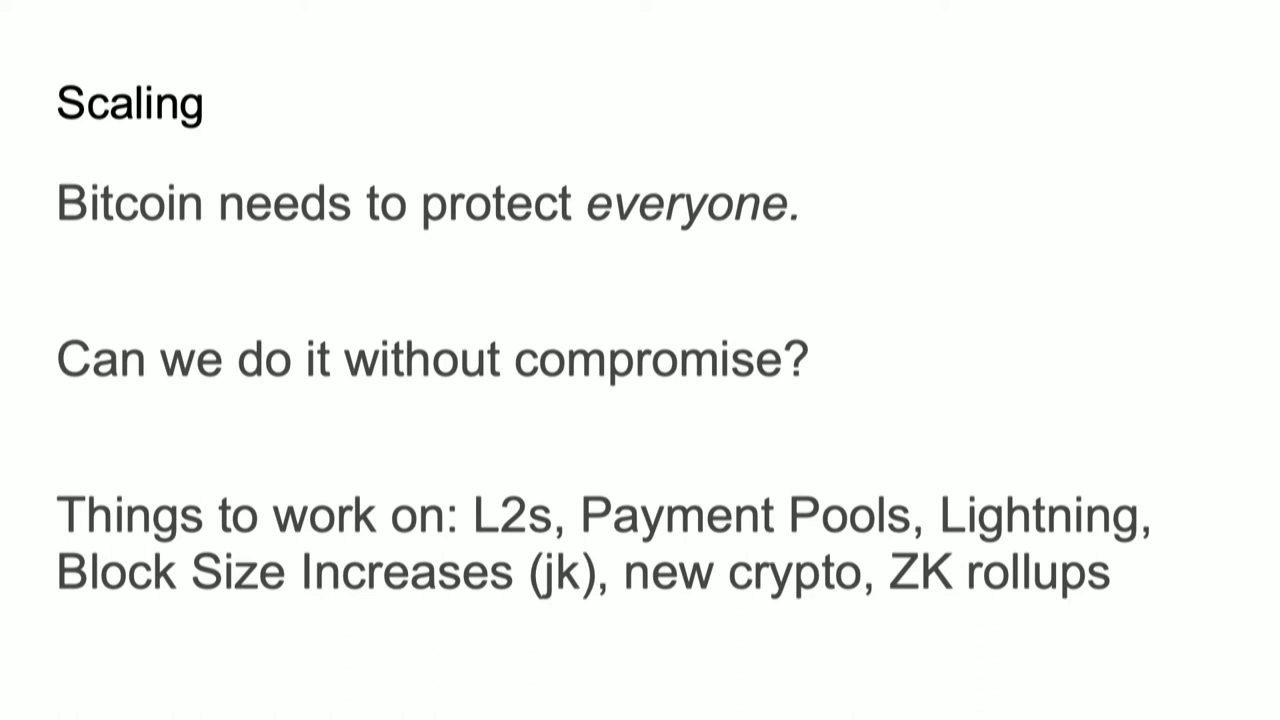 Scaling
Bitcoin needs to protect everyone.
Can we do it without compromise?
Things to work on: L2s, Payment Pools, Lightning,
Block Size Increases (jk), new crypto, ZK rollups